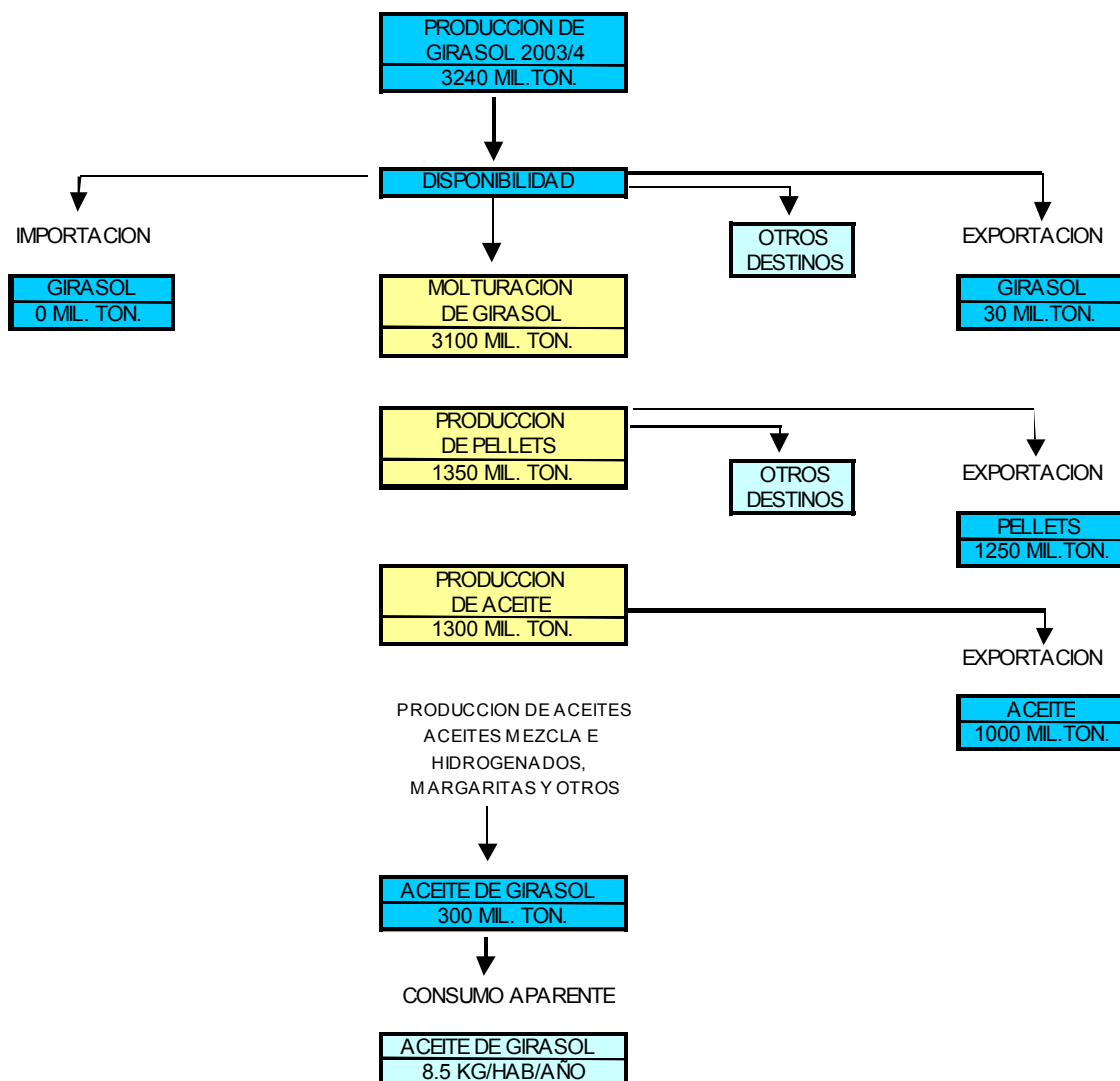 PRODUCCION DE
GIRASOL 2003/4
3240 MIL.TON.
DISPONIBILIDAD
IMPORTACION
OTROS
DESTINOS
EXPORTACION
GIRASOL
0 MIL. TON.
MOLTURACION
DE GIRASOL
3100 MIL. TON.
GIRASOL
30 MIL.TON.
PRODUCCION
DE PELLETS
1350 MIL. TON.
OTROS
DESTINOS
EXPORTACION
PELLETS
1250 MIL.TON.
PRODUCCION
DE ACEITE
1300 MIL. TON.
EXPORTACION
ACEITE
1000 MIL.TON.
PRODUCCION DE ACEITES
ACEITES MEZCLA E
HIDROGENADOS,
MARGARITAS Y OTROS
ACEITE DE GIRASOL
300 MIL. TON.
CONSUMO APARENTE
ACEITE DE GIRASOL
8.5 KG/HAB/AÑO